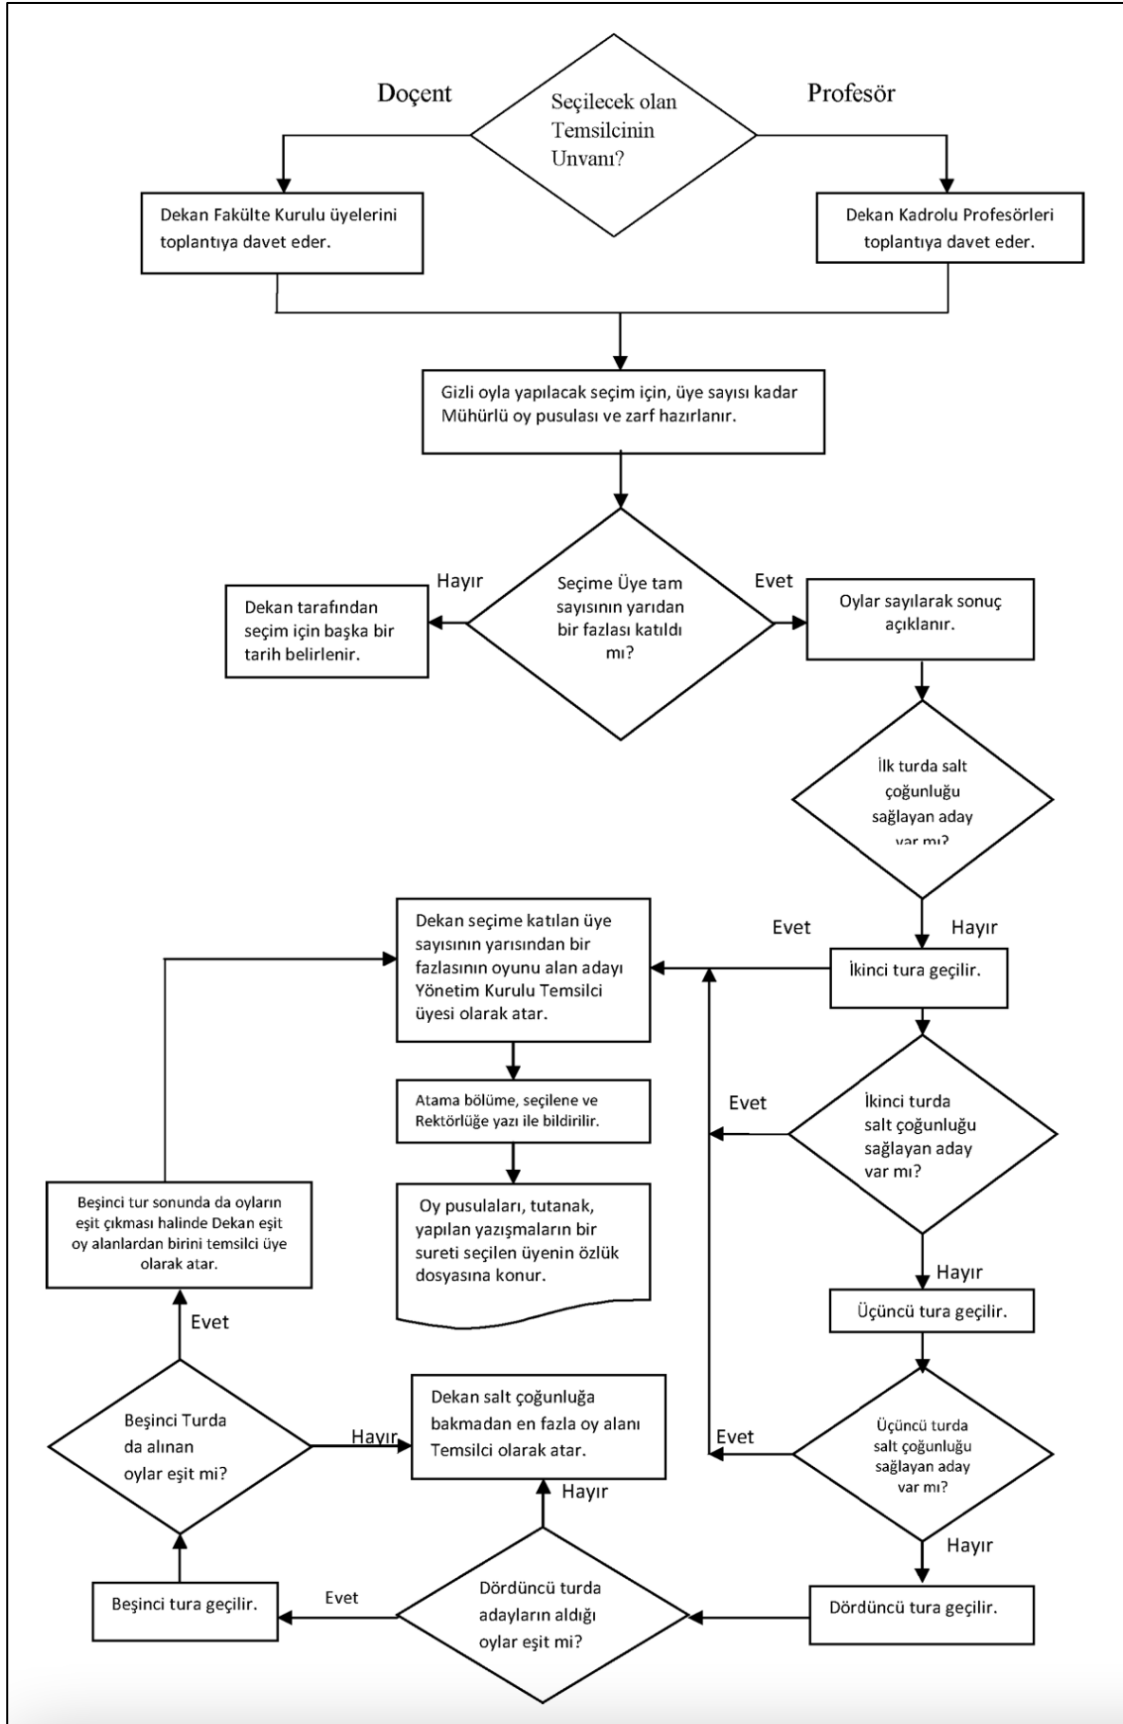 Doçent
Profesör
Seçilecek olan
Temsilcinin
Unvanı?
Dekan Fakülte Kurulu üyelerini
toplantıya davet eder.
Dekan Kadrolu Profesörleri
toplantıya davet eder.
Gizli oyla yapılacak seçim için, üye sayısı kadar
Mühürlü oy pusulası ve zarf hazırlanır.
Hayır
Seçime Üye tam
sayısının yarıdan
bir fazlası katıldı
mı?
Evet
Dekan tarafından
seçim için başka bir
tarih belirlenir.
Oylar sayılarak sonuç
açıklanır.
İlk turda salt
çoğunluğu
sağlayan aday
var mı?
Evet
Hayır
Dekan seçime katılan üye
sayısının yarısından bir
fazlasının oyunu alan adayı
Yönetim Kurulu Temsilci
üyesi olarak atar.
İkinci tura geçilir.
Atama bölüme, seçilene ve
Rektörlüğe yazı ile bildirilir.
Evet
İkinci turda
salt çoğunluğu
sağlayan aday
var mı?
Beşinci tur sonunda da oyların
eşit çıkması halinde Dekan eşit
oy alanlardan birini temsilci üye
olarak atar.
Oy pusulaları, tutanak,
yapılan yazışmaların bir
sureti seçilen üyenin özlük
dosyasına konur.
Hayır
Üçüncü tura geçilir.
Evet
Beşinci Turda
da alınan
oylar eşit mi?
Hayır
Dekan salt çoğunluğa
bakmadan en fazla oy alanı
Temsilci olarak atar.
Evet
Üçüncü turda
salt çoğunluğu
sağlayan aday
var mı?
Hayır
Hayır
Beşinci tura geçilir.
Evet
Dördüncü turda
adayların aldığı
oylar eşit mi?
Dördüncü tura geçilir.